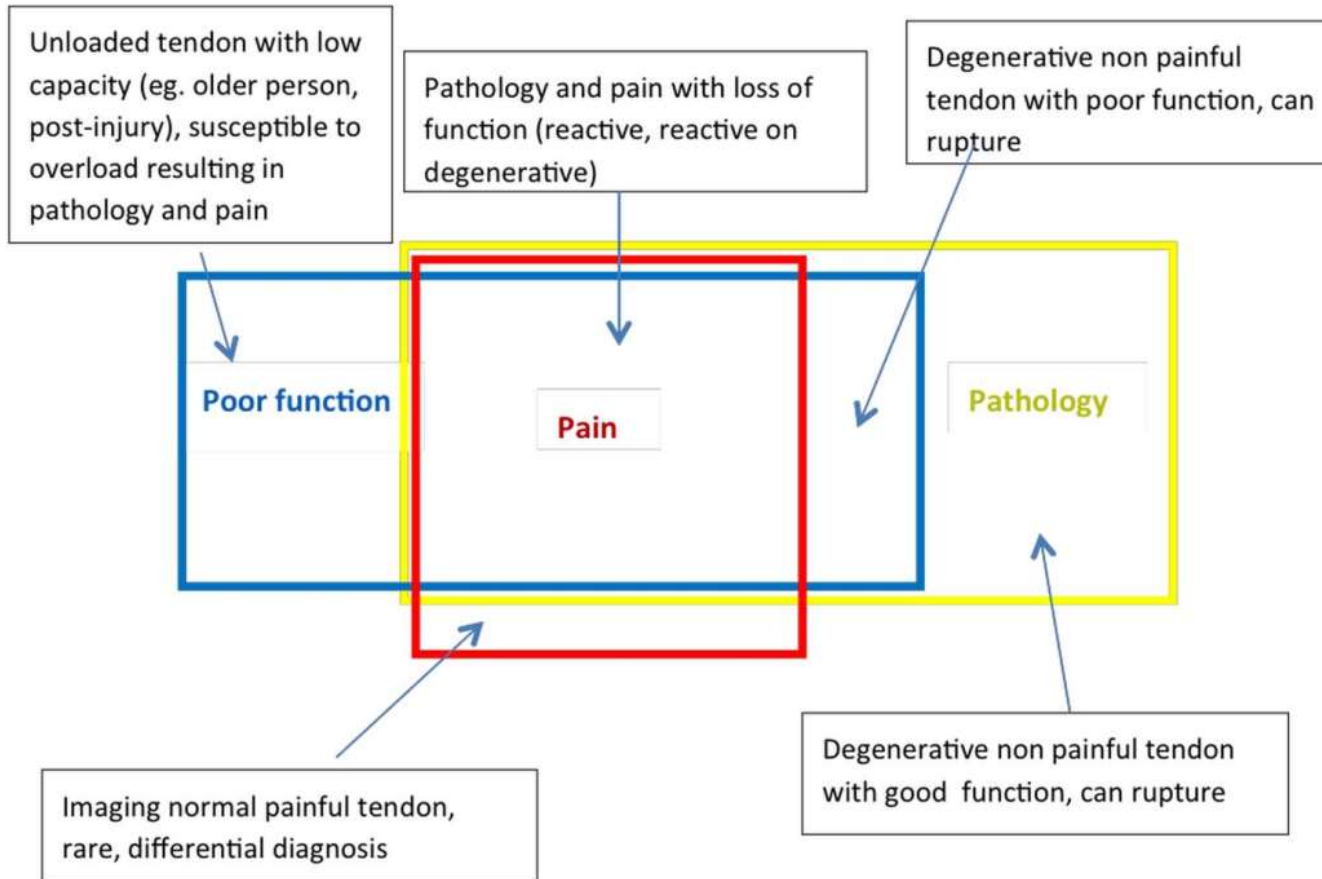 Unloaded tendon with low
capacity (eg. older person,
post-injury), susceptible to
overload resulting in
pathology and pain
Pathology and pain with loss of
function (reactive, reactive on
degenerative)
Degenerative non painful
tendon with poor function, can
rupture
Poor function
Pain
Pathology
Imaging normal painful tendon,
rare, differential diagnosis
Degenerative non painful tendon
with good  function, can rupture